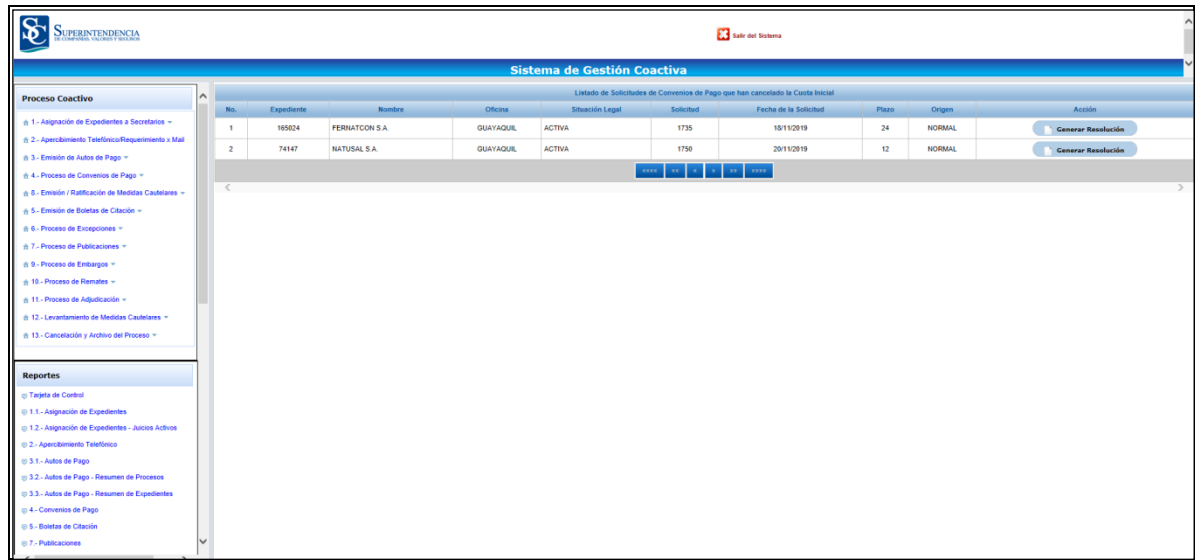 SC SUPERINTENDENCIA
DE COMPAÑÍAS, VALORES Y SEGUROS
Salir del Sistema
Sistema de Gestión Coactiva
Proceso Coactivo
1.- Asignación de Expedientes a Secretarios
2.- Apercibimiento Telefónico/Requerimiento x Mail
3.- Emisión de Autos de Pago
4.- Proceso de Convenios de Pago
8.- Emisión / Ratificación de Medidas Cautelares
5.- Emisión de Boletas de Citación
6.- Proceso de Excepciones
7.- Proceso de Publicaciones
9.- Proceso de Embargos
10.- Proceso de Remates
11.- Proceso de Adjudicación
12.- Levantamiento de Medidas Cautelares
13.- Cancelación y Archivo del Proceso
Reportes
Tarjeta de Control
1.1.- Asignación de Expedientes
1.2.- Asignación de Expedientes - Juicios Activos
2.- Apercibimiento Telefónico
3.1.- Autos de Pago
3.2.- Autos de Pago - Resumen de Procesos
3.3.- Autos de Pago - Resumen de Expedientes
4.- Convenios de Pago
5.- Boletas de Citación
7.- Publicaciones
Listado de Solicitudes de Convenios de Pago que han cancelado la Cuota Inicial
No. Expediente Nombre Oficina Situación Legal Solicitud Fecha de la Solicitud Plazo Origen Acción
1 165024 FERNATCON S.A. GUAYAQUIL ACTIVA 1735 18/11/2019 24 NORMAL Generar Resolución
2 74147 NATUSAL S.A. GUAYAQUIL ACTIVA 1750 20/11/2019 12 NORMAL Generar Resolución
<<<< << < > >> >>>>